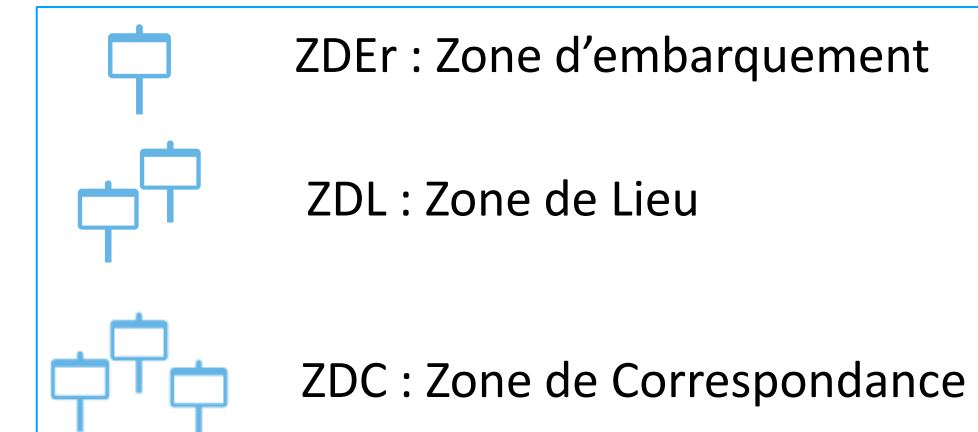 ZDEr : Zone d’embarquement
ZDL : Zone de Lieu
ZDC : Zone de Correspondance